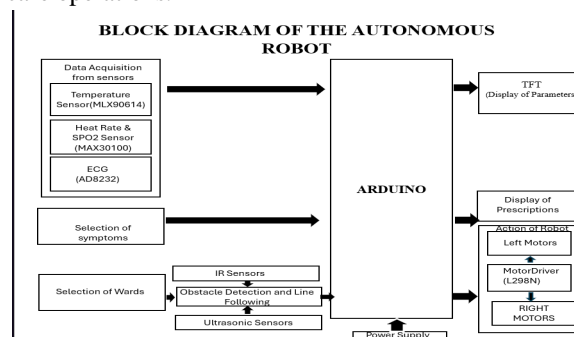 BLOCK DIAGRAM OF THE AUTONOMOUS
ROBOT
Data Acquisition
from sensors
Temperature
Sensor(MLX90614)
Heat Rate &
SPO2 Sensor
(MAX30100)
ECG
(AD8232)
Selection of
symptoms
Selection of Wards
IR Sensors
Obstacle Detection and Line
Following
Ultrasonic Sensors
ARDUINO
Power Supply
TFT
(Display of Parameters
Display of
Prescriptions
Action of Robot
Left Motors
MotorDriver
(L298N)
RIGHT
MOTORS